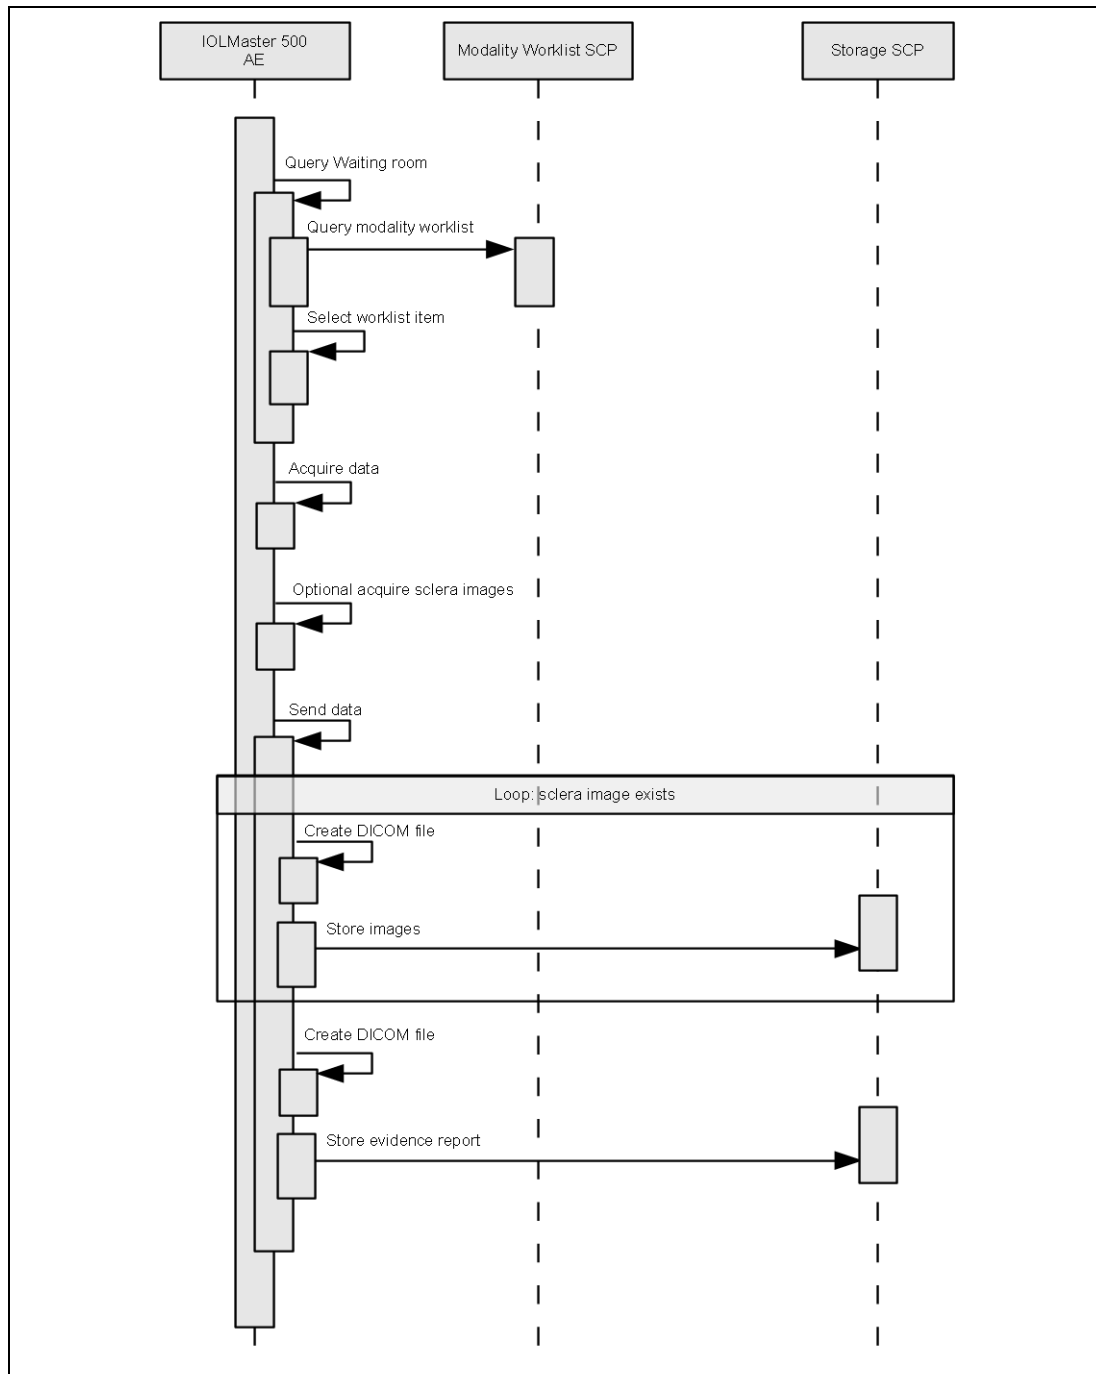 IOLMaster 500
AE
Modality Worklist SCP
Storage SCP
Query Waiting room
Query modality worklist
Select worklist item
Acquire data
Optional acquire sclera images
Send data
Loop: sclera image exists
Create DICOM file
Store images
Create DICOM file
Store evidence report